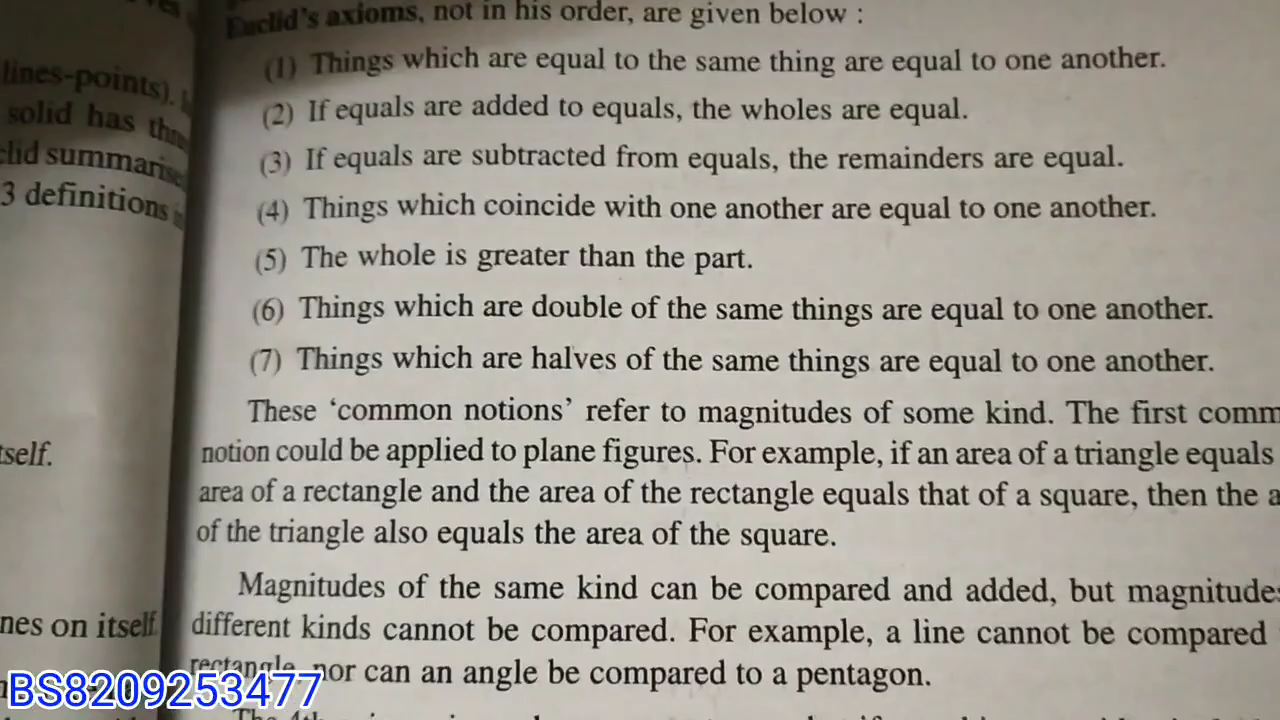 lines-points).
solid has
3 definitions
tself.
nes on itself.
Euclid's axioms, not in his order, are given below :
(1) Things which are equal to the same thing are equal to one another.
(2) If equals are added to equals, the wholes are equal.
(3) If equals are subtracted from equals, the remainders are equal.
(4) Things which coincide with one another are equal to one another.
(5) The whole is greater than the part.
(6) Things which are double of the same things are equal to one another.
(7) Things which are halves of the same things are equal to one another.
These 'common notions' refer to magnitudes of some kind. The first comm
notion could be applied to plane figures. For example, if an area of a triangle equals
area of a rectangle and the area of the rectangle equals that of a square, then the a
of the triangle also equals the area of the square.
Magnitudes of the same kind can be compared and added, but magnitudes
different kinds cannot be compared. For example, a line cannot be compared
rectangle, nor can an angle be compared to a pentagon.
BS8209253477